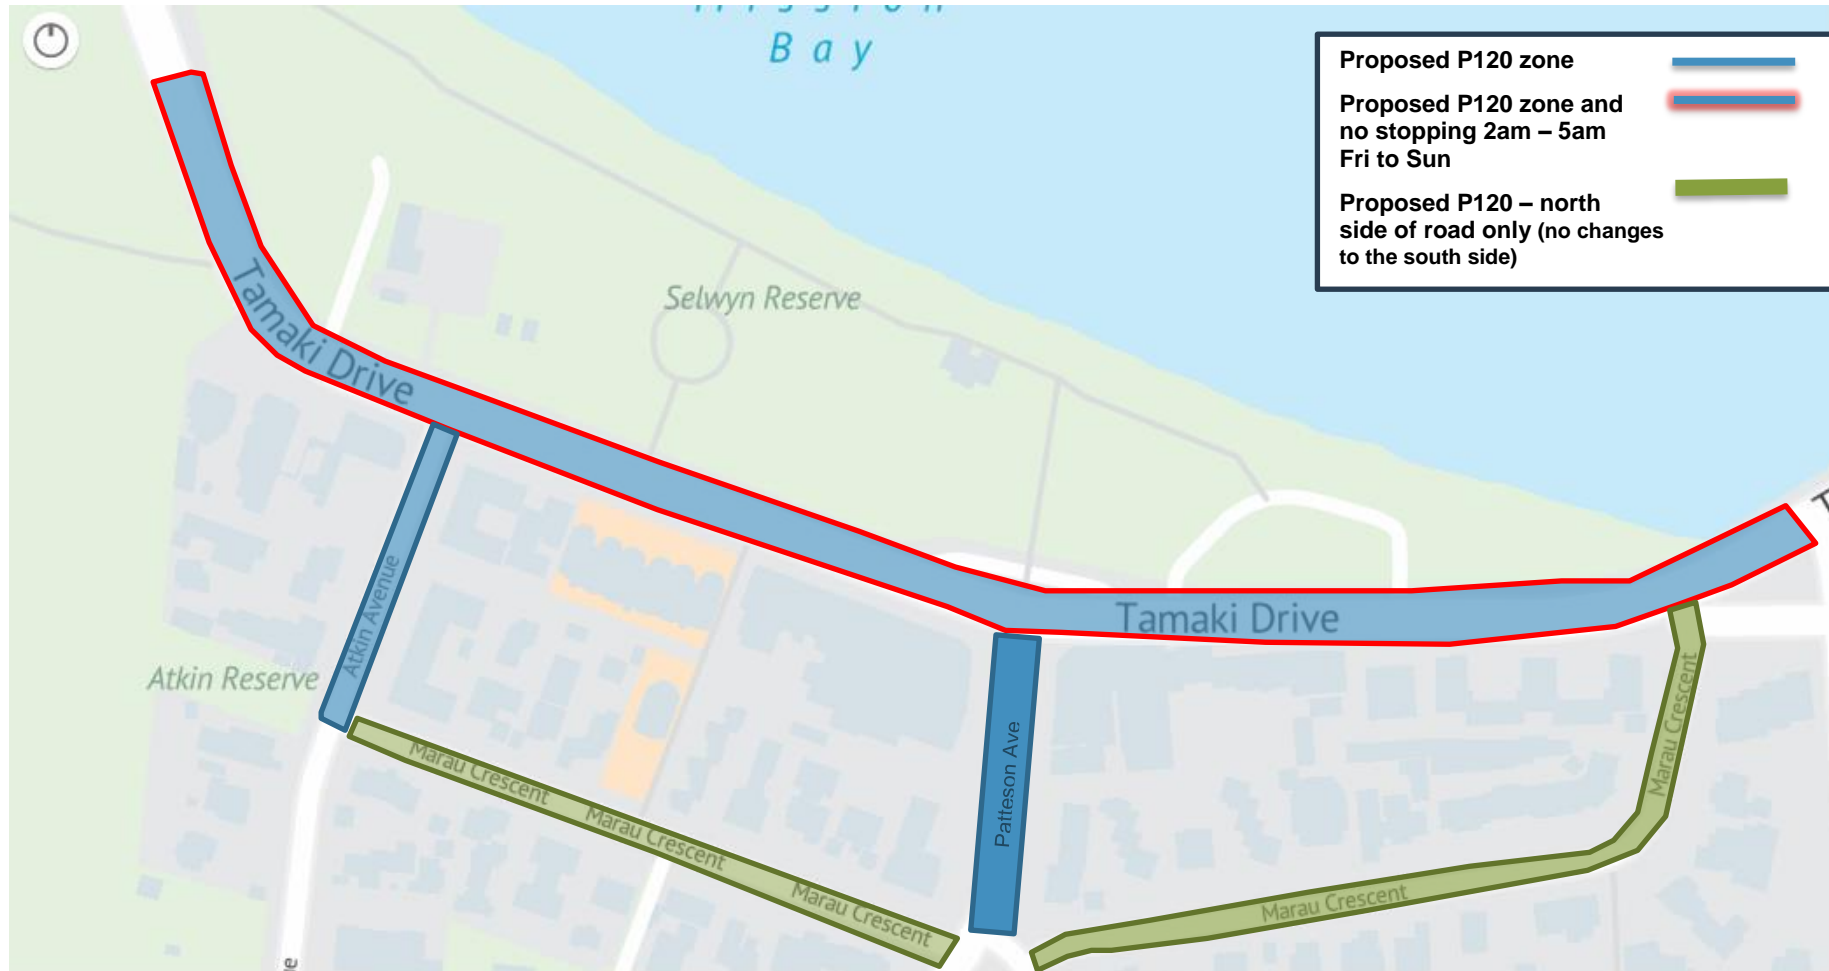 Bay
Proposed P120 zone
Proposed P120 zone and
no stopping 2am – 5am
Fri to Sun
Proposed P120 – north
side of road only (no changes
to the south side)
Selwyn Reserve
Tamaki Drive
Tamaki Drive
Atkin Avenue
Atkin Reserve
Patteson Ave
Marau Crescent
Marau Crescent
Marau Crescent
Marau Crescent
Marau Crescent